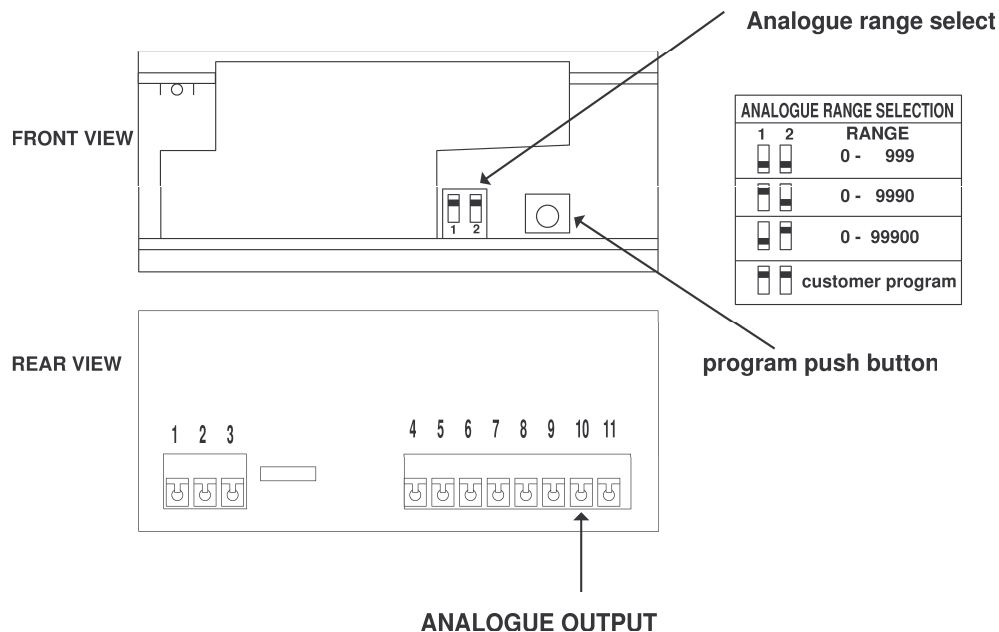 Analogue range select
FRONT VIEW
1 2
ANALOGUE RANGE SELECTION
1 2 RANGE
0 - 999
0 - 9990
0 - 99900
customer program
program push button
REAR VIEW
1 2 3
4 5 6 7 8 9 10 11
ANALOGUE OUTPUT